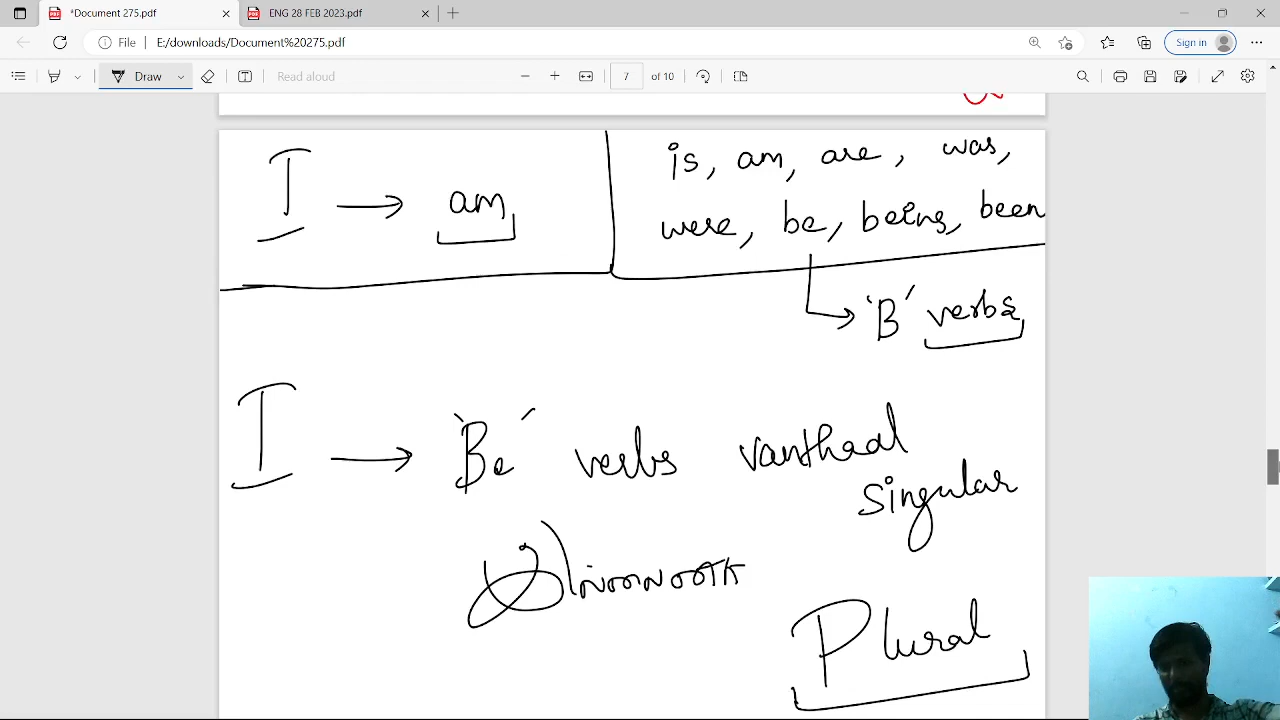 *Document 275.pdf
ENG 28 FEB 2023.pdf
File E:/downloads/Document%20275.pdf
Sign in
Draw
Read aloud
7 of 10
I → am
is, am, are, was,
were, be, being, been
→ 'B' verbs
I → 'Be' verbs vanthaal
singular
Plural